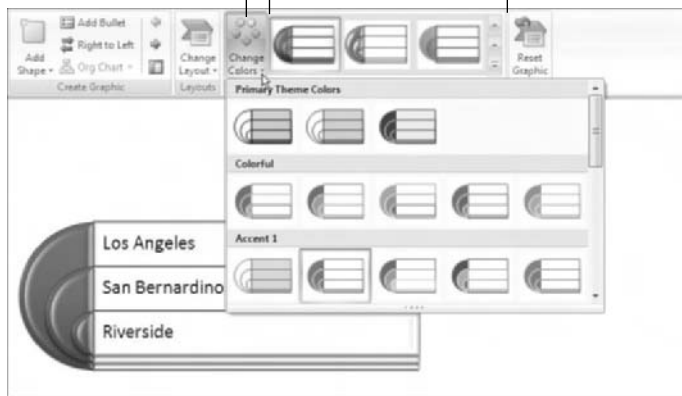 Add Bullet
Right to Left
Add Shape
Org Chart
Create Graphic
Change Layout
Layouts
Change Colors
Reset Graphic
Primary Theme Colors
Colorful
Accent 1
Los Angeles
San Bernardino
Riverside